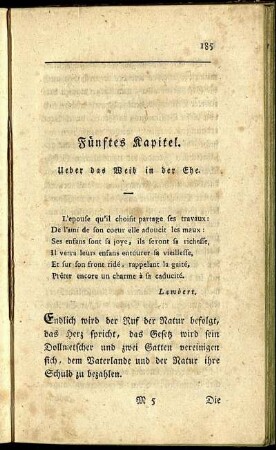 185
Fünftes Kapitel.
Ueber das Weib in der Ehe.
L'epouse qu'il choisit partage ses travaux:
De l'ami de son coeur elle adoucit les maux:
Ses enfans sont sa joye, ils seront sa richesse,
Il verra leurs enfans entourer sa vieillesse,
Et sur son front ridé, rappelant la gaité,
Prêter encore un charme à sa caducité.
Lambert.
Endlich wird der Ruf der Natur befolgt,
das Herz spricht, das Gesetz wird sein
Dollmetscher und zwei Gatten vereinigen
sich, dem Vaterlande und der Natur ihre
Schuld zu bezahlen.
M 5 Die